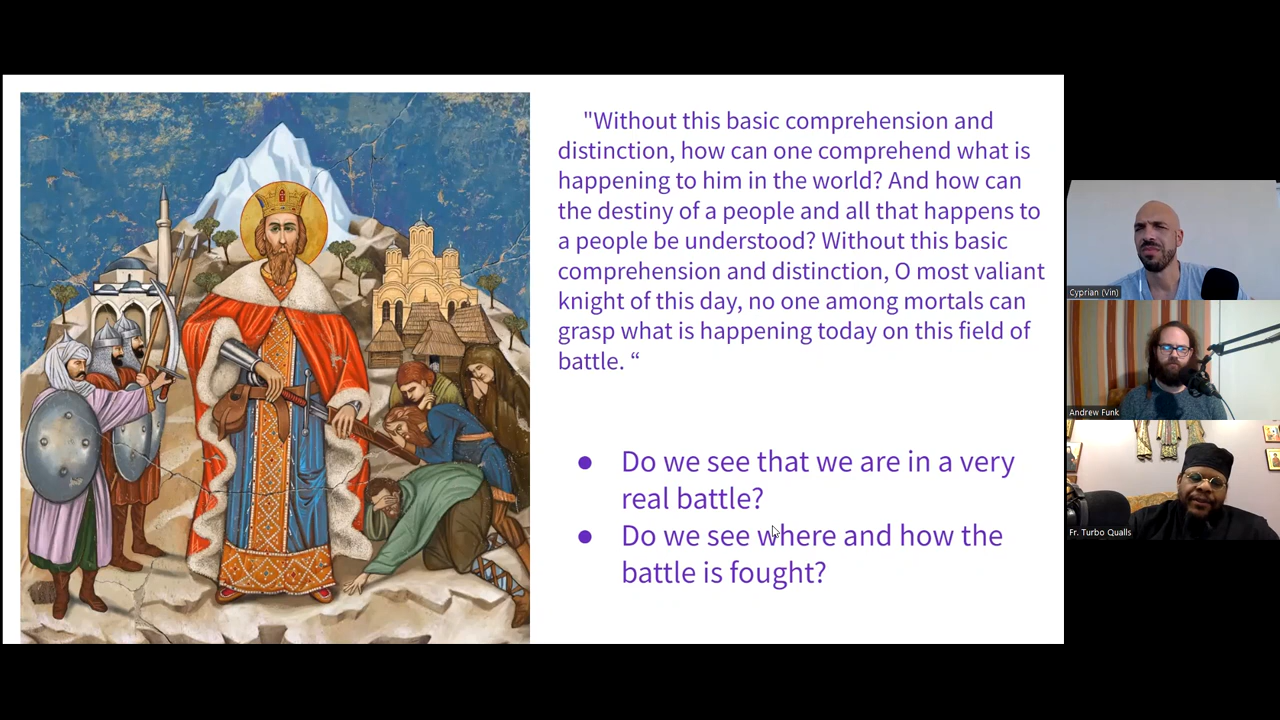 "Without this basic comprehension and
distinction, how can one comprehend what is
happening to him in the world? And how can
the destiny of a people and all that happens to
a people be understood? Without this basic
comprehension and distinction, O most valiant
knight of this day, no one among mortals can
grasp what is happening today on this field of
battle. “
● Do we see that we are in a very
real battle?
● Do we see where and how the
battle is fought?
Cyprian (Vin)
Andrew Funk
Fr. Turbo Qualls